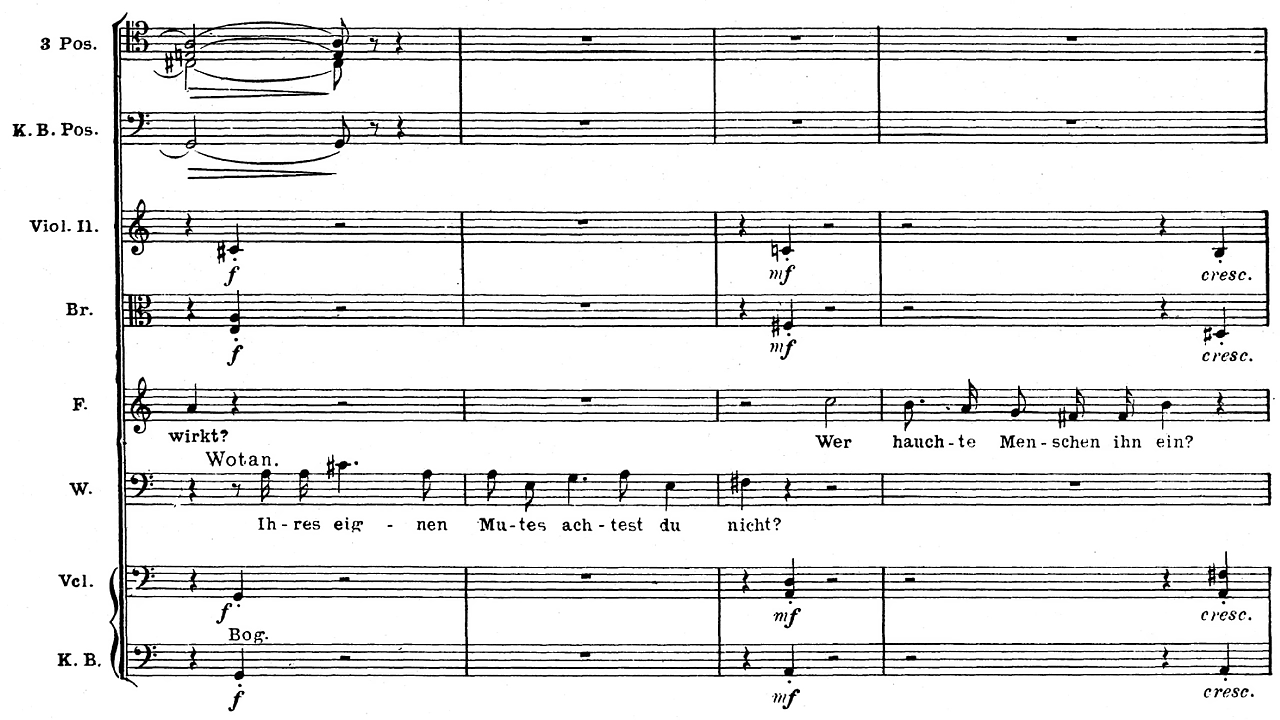 3 Pos.
K. B. Pos.
Viol. II.
f mf cresc.
Br.
f mf cresc.
F.
wirkt? Wer hauch-te Men-schen ihn ein?
Wotan.
W.
Ih-res eig - nen Mu-tes ach-test du nicht?
Vcl.
f mf cresc.
Bog.
K. B.
f mf cresc.